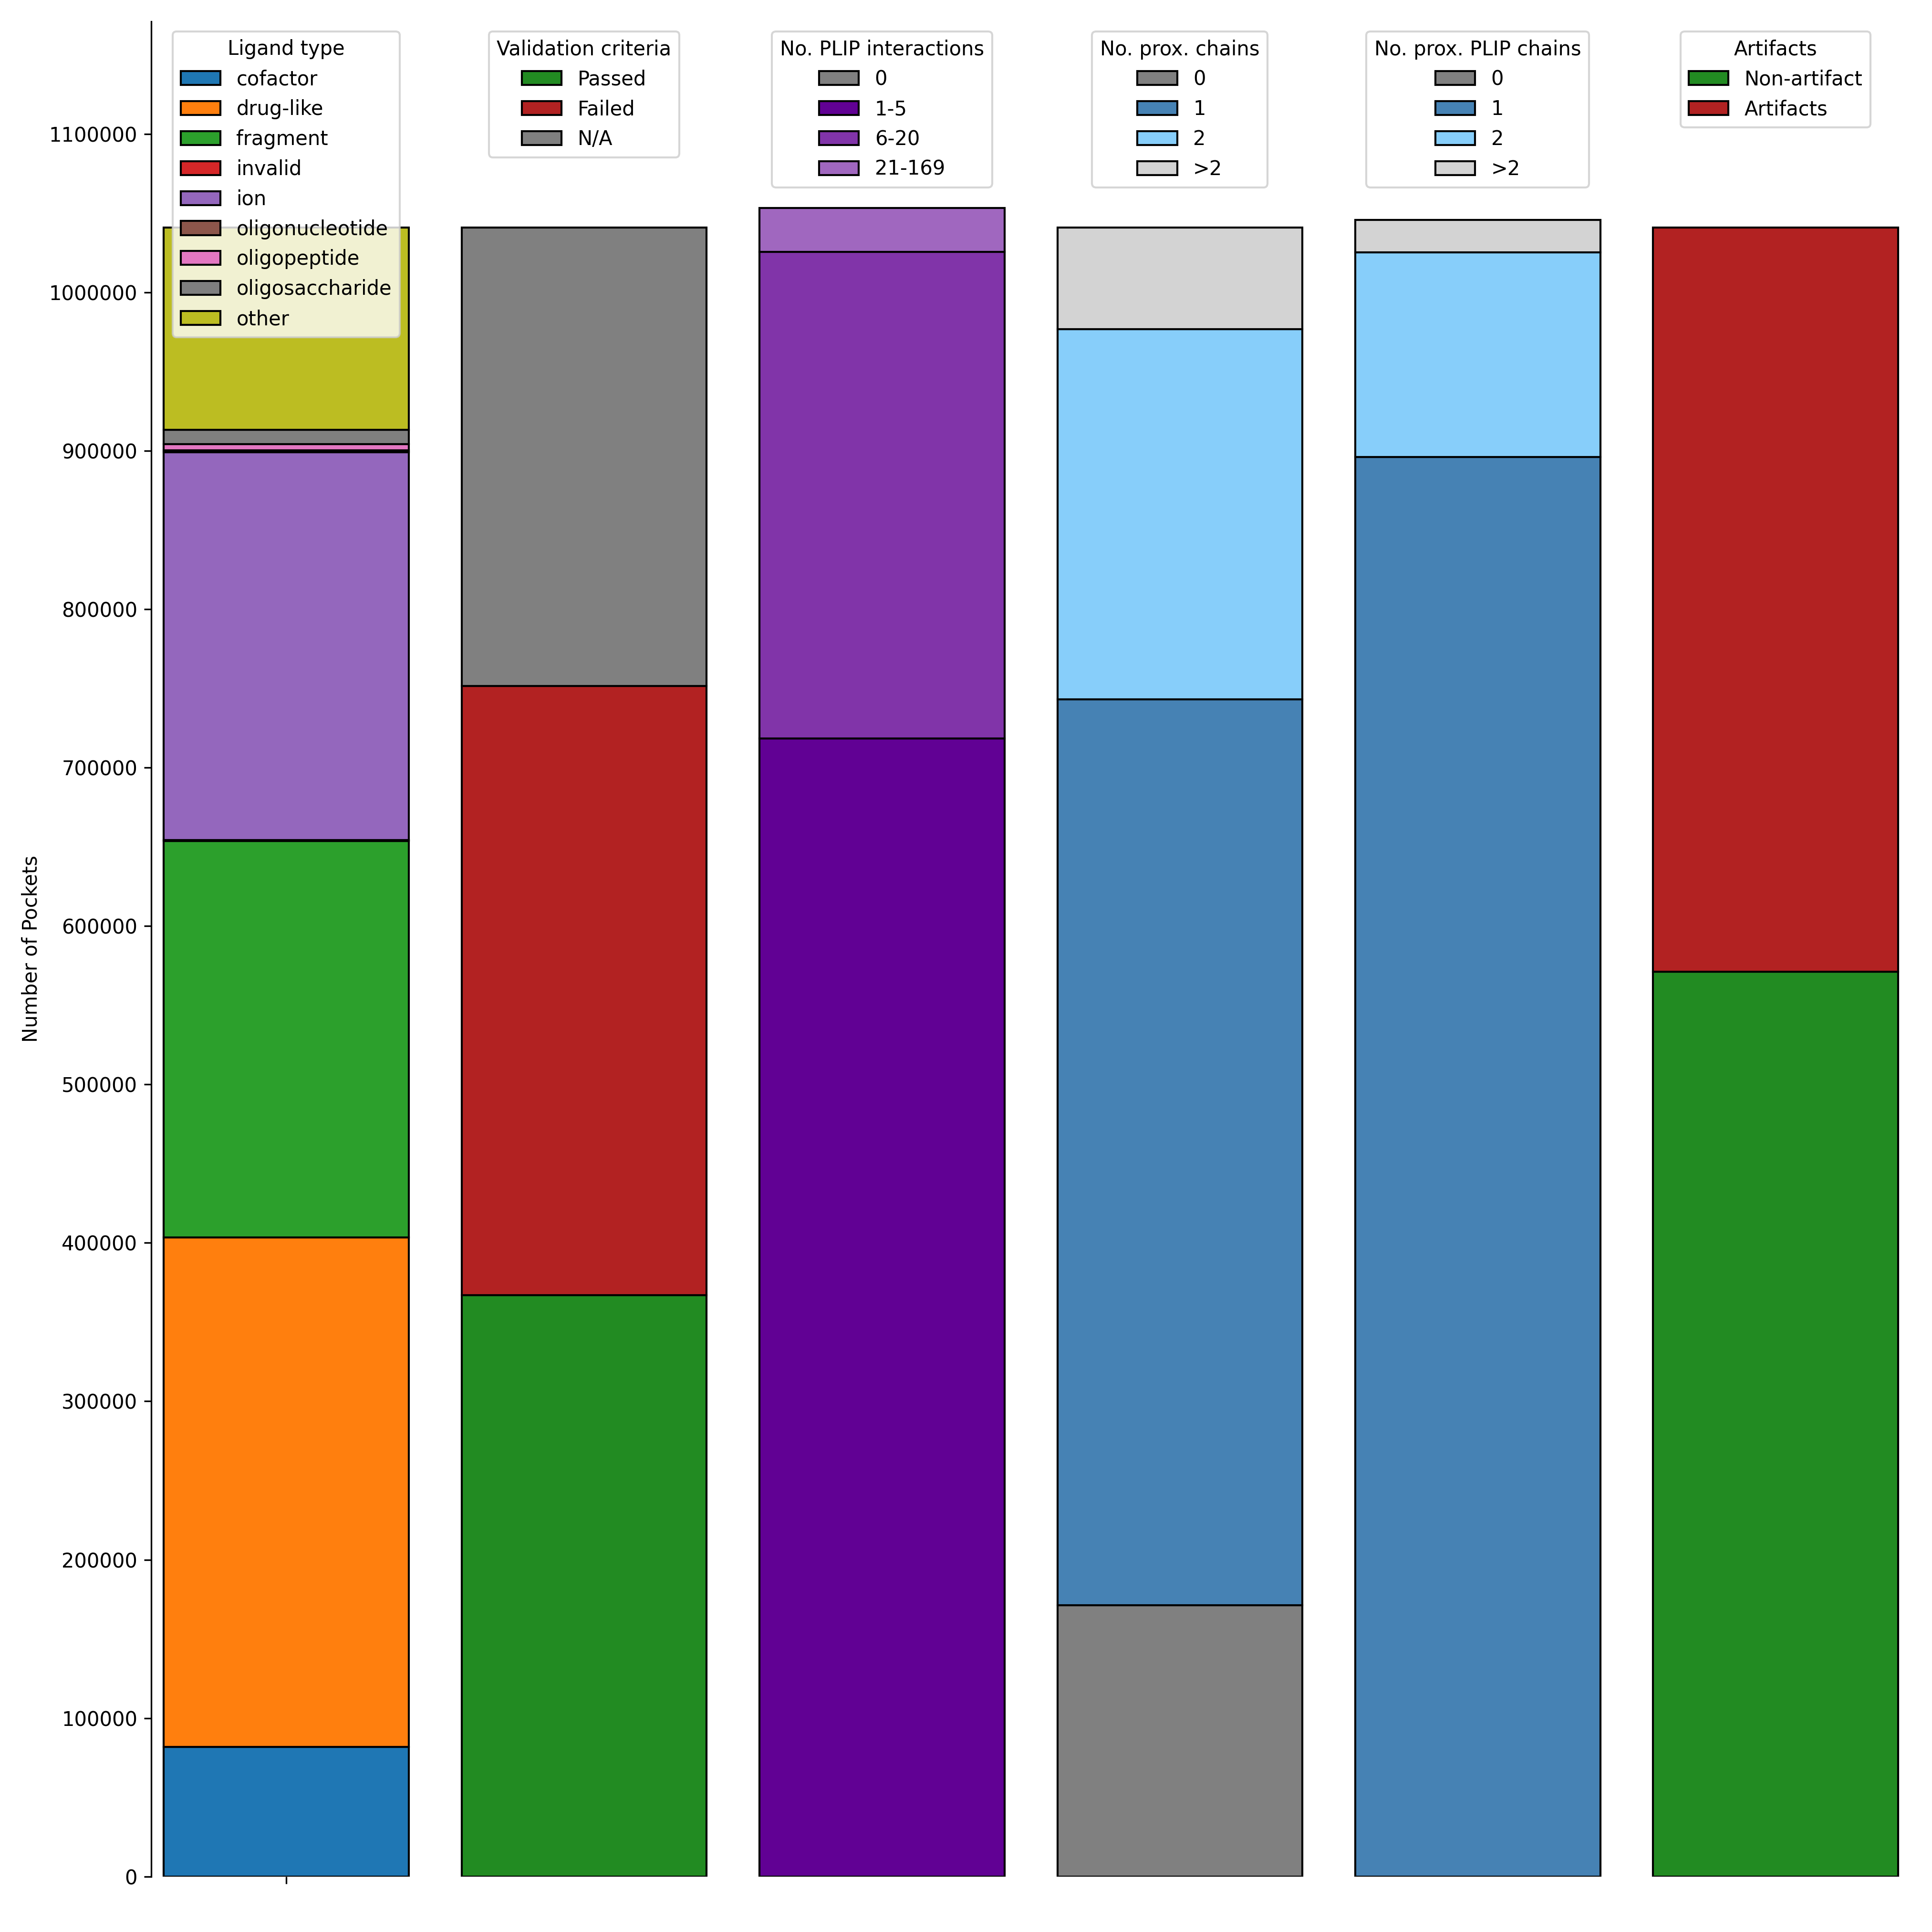 Ligand type
cofactor
drug-like
fragment
invalid
ion
oligonucleotide
oligopeptide
oligosaccharide
other
Validation criteria
Passed
Failed
N/A
No. PLIP interactions
0
1-5
6-20
21-169
No. prox. chains
0
1
2
>2
No. prox. PLIP chains
0
1
2
>2
Artifacts
Non-artifact
Artifacts
Number of Pockets
1100000
1000000
900000
800000
700000
600000
500000
400000
300000
200000
100000
0